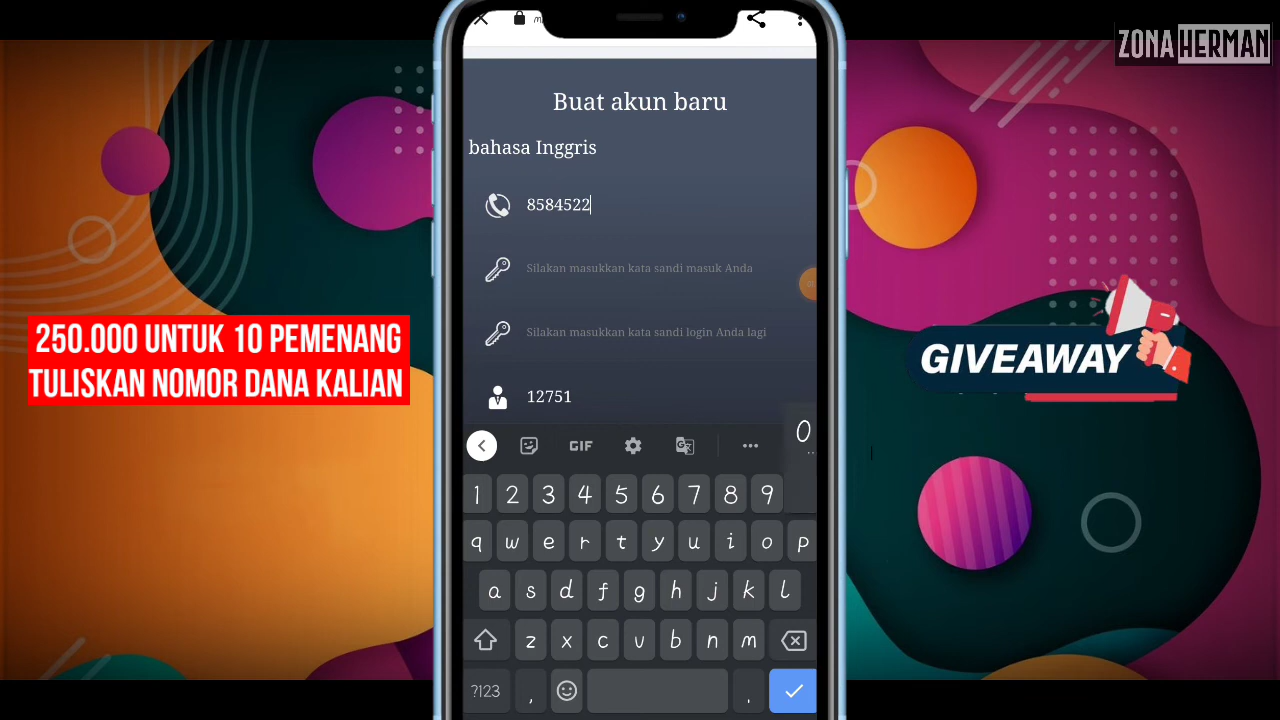 ZONAHERMAN
Buat akun baru
bahasa Inggris
8584522
Silakan masukkan kata sandi masuk Anda
Silakan masukkan kata sandi login Anda lagi
12751
250.000 UNTUK 10 PEMENANG
TULISKAN NOMOR DANA KALIAN
GIVEAWAY
GIF
0
1 2 3 4 5 6 7 8 9
q w e r t y u i o p
a s d f g h j k l
z x c v b n m
?123 , .